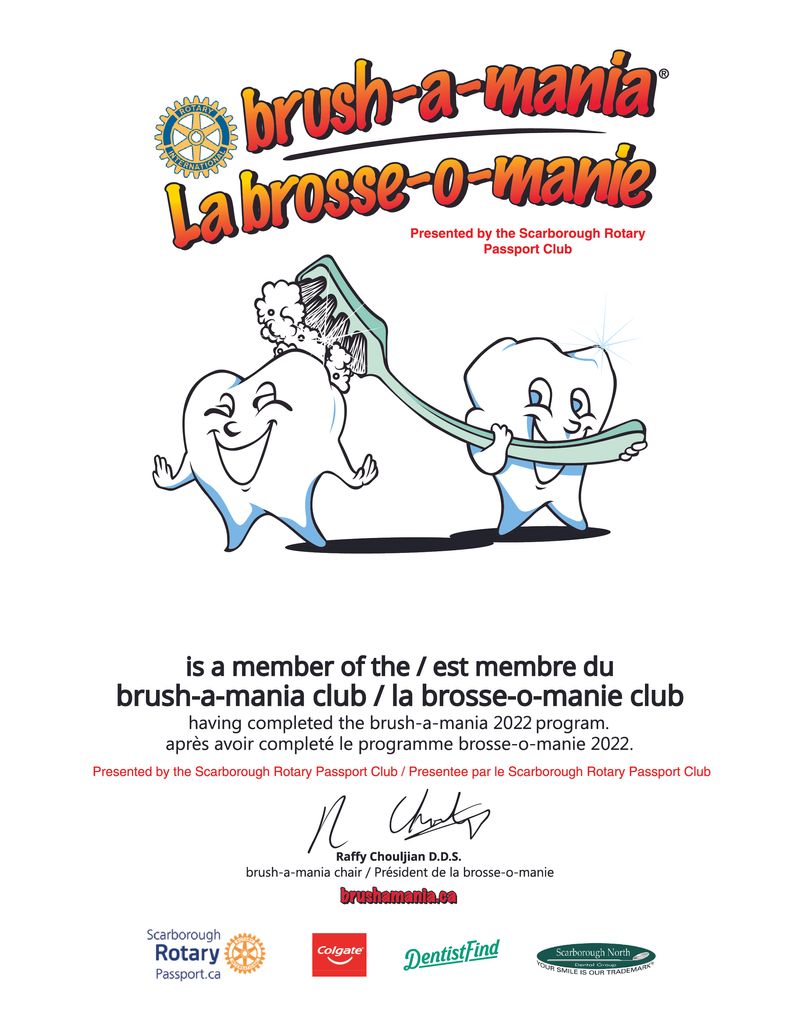 brush-a-mania®
ROTARY
INTERNATIONAL
La brosse-o-manie
Presented by the Scarborough Rotary
Passport Club
is a member of the / est membre du
brush-a-mania club / la brosse-o-manie club
having completed the brush-a-mania 2022 program.
après avoir completé le programme brosse-o-manie 2022.
Presented by the Scarborough Rotary Passport Club / Presentee par le Scarborough Rotary Passport Club
Raffy Chouljian D.D.S.
brush-a-mania chair / Président de la brosse-o-manie
brushamania.ca
Scarborough
Rotary
Passport.ca
Colgate®
DentistFind
Scarborough North
Dental Group
YOUR SMILE IS OUR TRADEMARK®